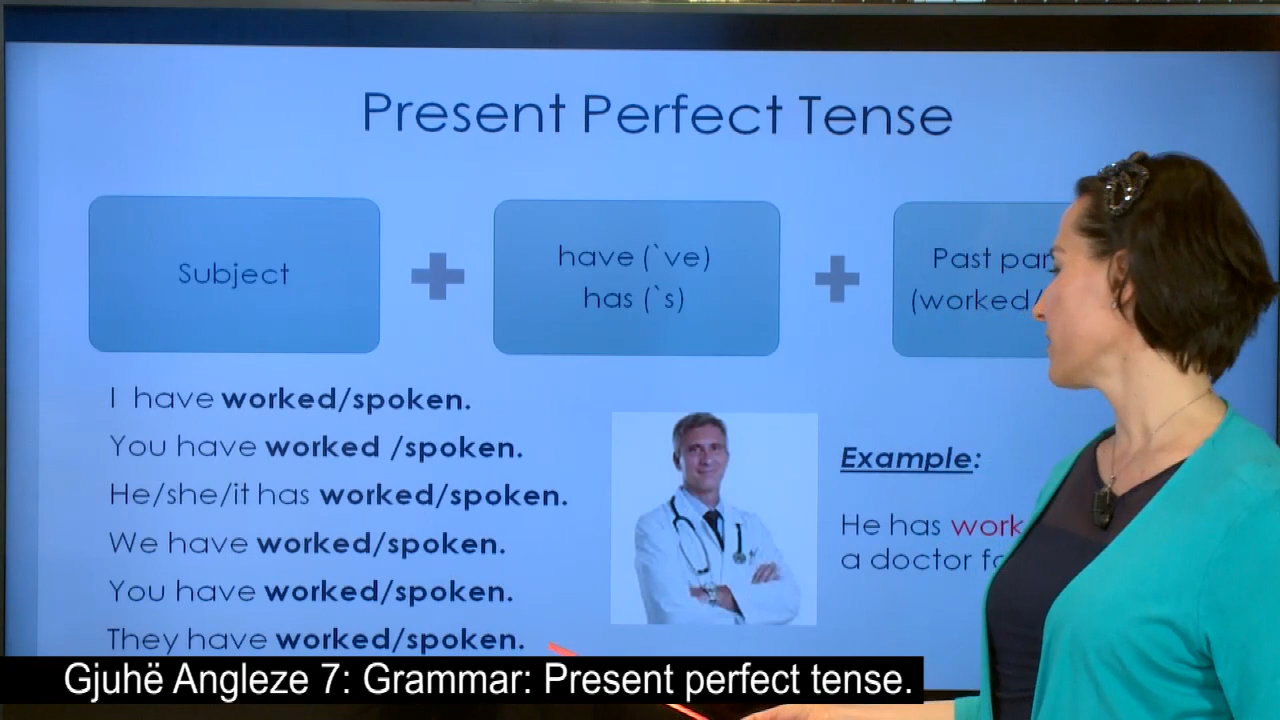 Present Perfect Tense
Subject
have (`ve)
has (`s)
Past
(worked/
I have worked/spoken.
You have worked /spoken.
He/she/it has worked/spoken.
We have worked/spoken.
You have worked/spoken.
They have worked/spoken.
Example:
He has work
a doctor
Gjuhë Angleze 7: Grammar: Present perfect tense.